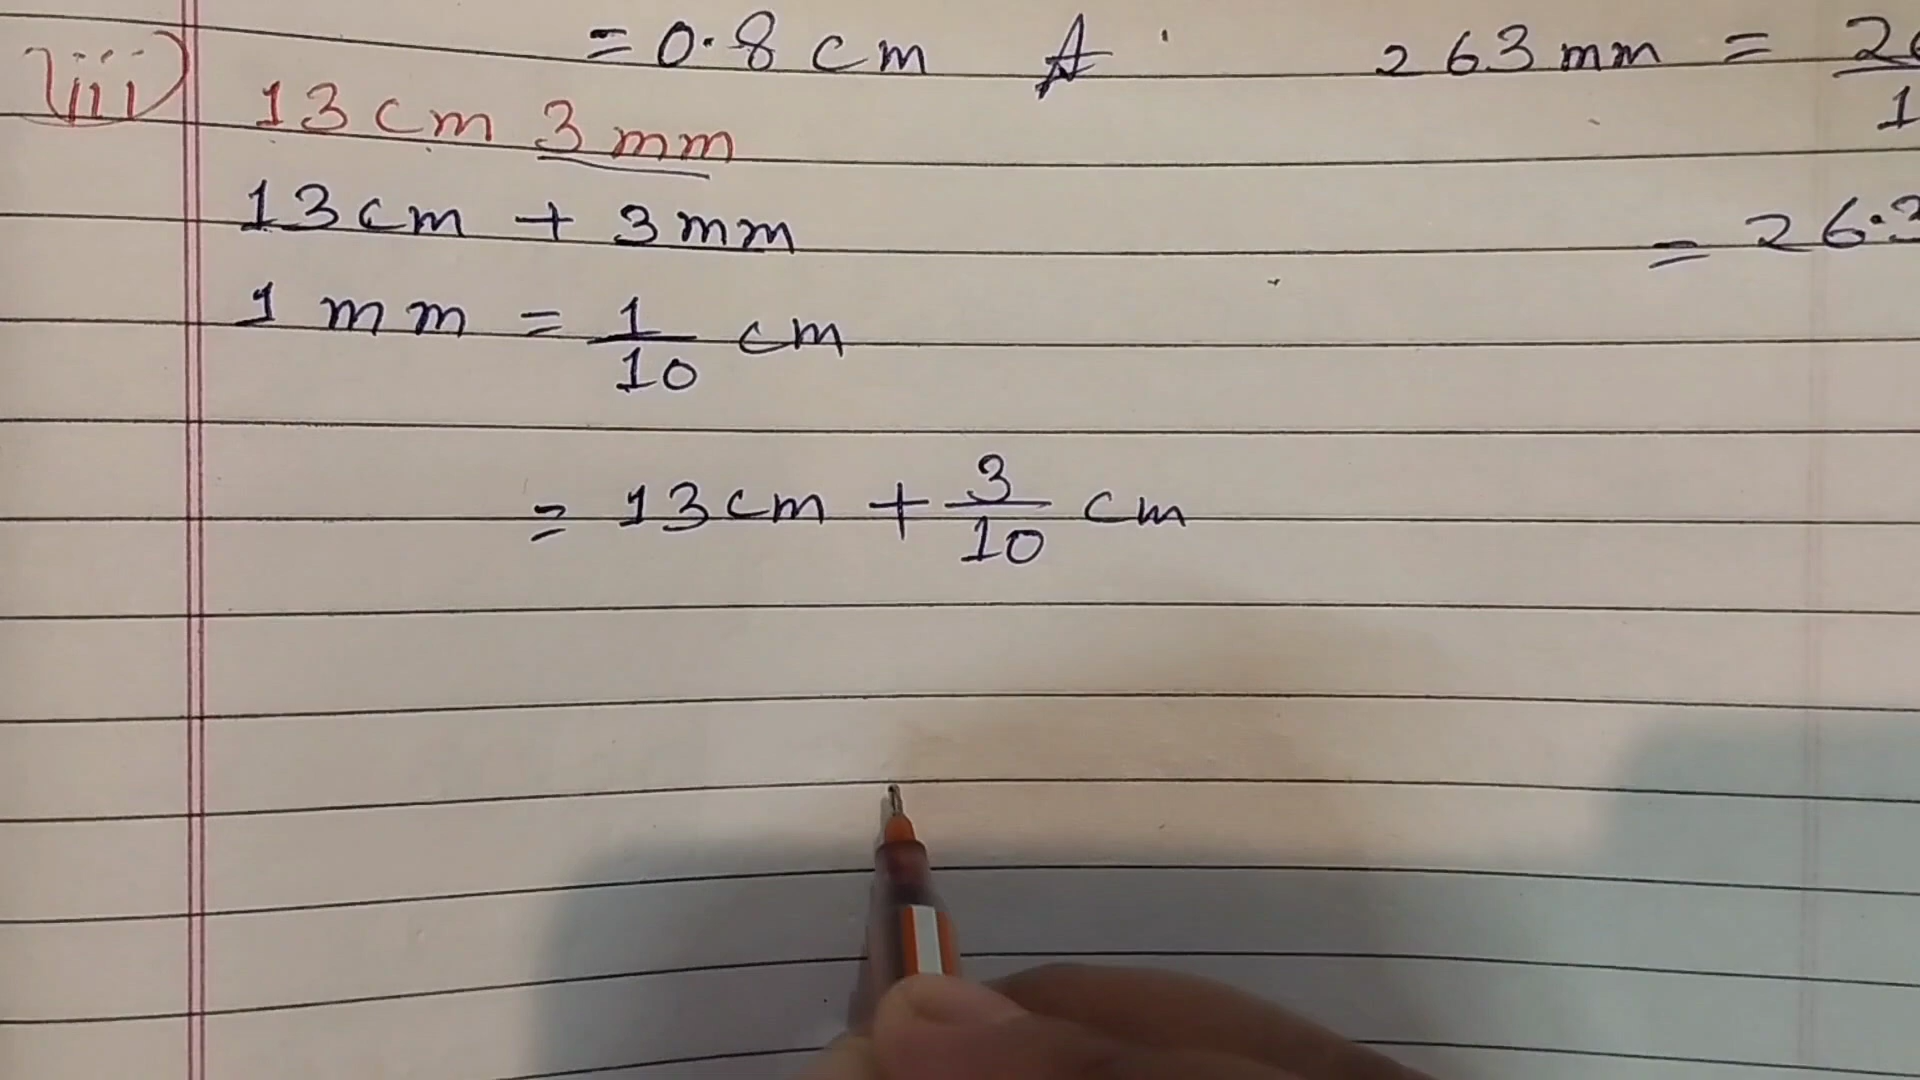 = 0.8 cm A
iii) 13 cm 3 mm
13 cm + 3 mm
1 mm = 1/10 cm
= 13 cm + 3/10 cm
263 mm =
= 26.3